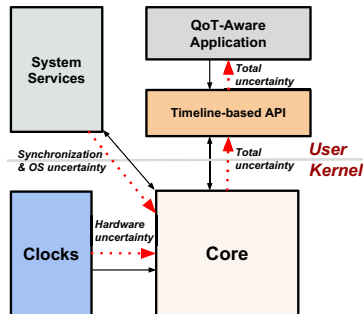 System
Services
QoT-Aware
Application
Total
uncertainty
Timeline-based API
Synchronization
& OS uncertainty
Total
uncertainty
User
Kernel
Hardware
uncertainty
Clocks
Core